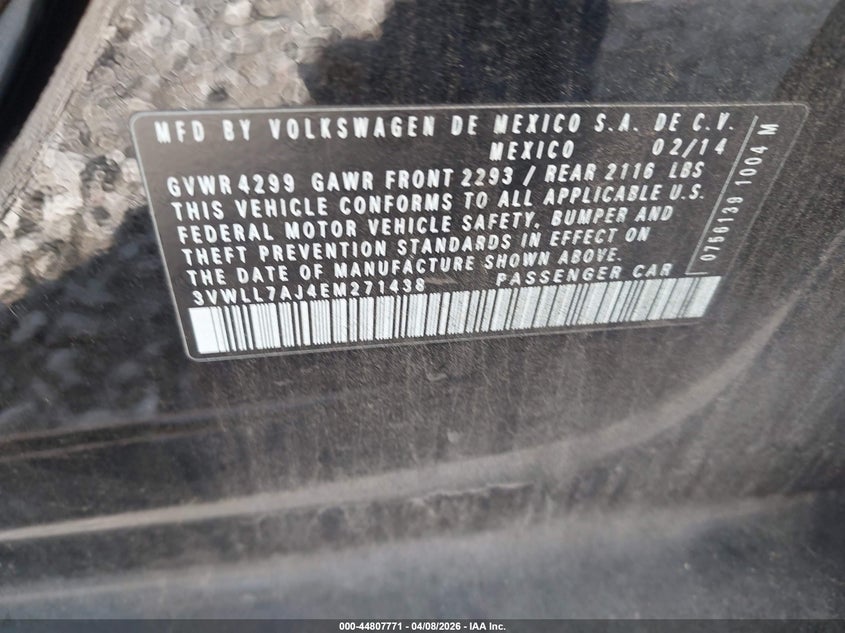 MFD BY VOLKSWAGEN DE MEXICO S.A. DE C.V.
MEXICO 02/14
GVWR 4299 GAWR FRONT 2293 / REAR 2116 LBS
THIS VEHICLE CONFORMS TO ALL APPLICABLE U.S.
FEDERAL MOTOR VEHICLE SAFETY, BUMPER AND
THEFT PREVENTION STANDARDS IN EFFECT ON
THE DATE OF MANUFACTURE SHOWN ABOVE.
3VWLL7AJ4EM271438 PASSENGER CAR
0756139 1004 M
000-44807771 | 04/08/2026 | IAA Inc.